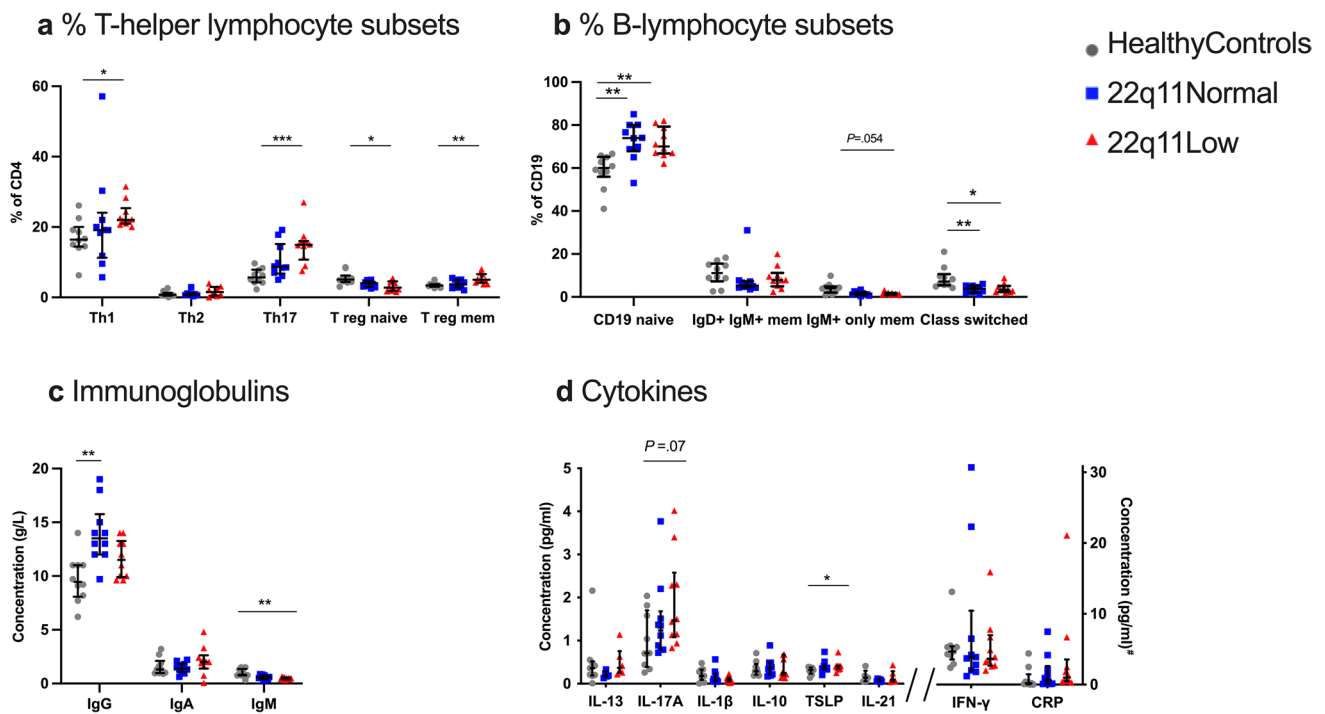 a % T-helper lymphocyte subsets
b % B-lymphocyte subsets
HealthyControls
22q11Normal
22q11Low
% of CD4
60
40
20
0
*
***
*
**
Th1 Th2 Th17 T reg naive T reg mem
% of CD19
100
80
60
40
20
0
**
**
P=.054
*
**
CD19 naive IgD+ IgM+ mem IgM+ only mem Class switched
c Immunoglobulins
Concentration (g/L)
20
15
10
5
0
**
**
IgG IgA IgM
d Cytokines
Concentration (pg/ml)
5
4
3
2
1
0
P=.07
*
30
20
10
0
Concentration (pg/ml)#
IL-13 IL-17A IL-1β IL-10 TSLP IL-21 // IFN-γ CRP